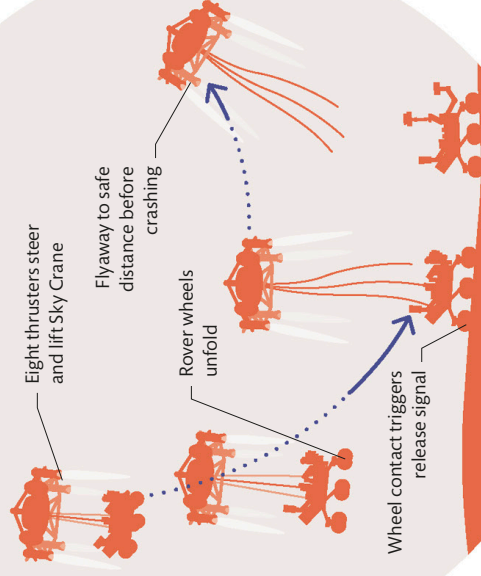 Eight thrusters steer
and lift Sky Crane
Flyaway to safe
distance before
crashing
Rover wheels
unfold
Wheel contact triggers
release signal